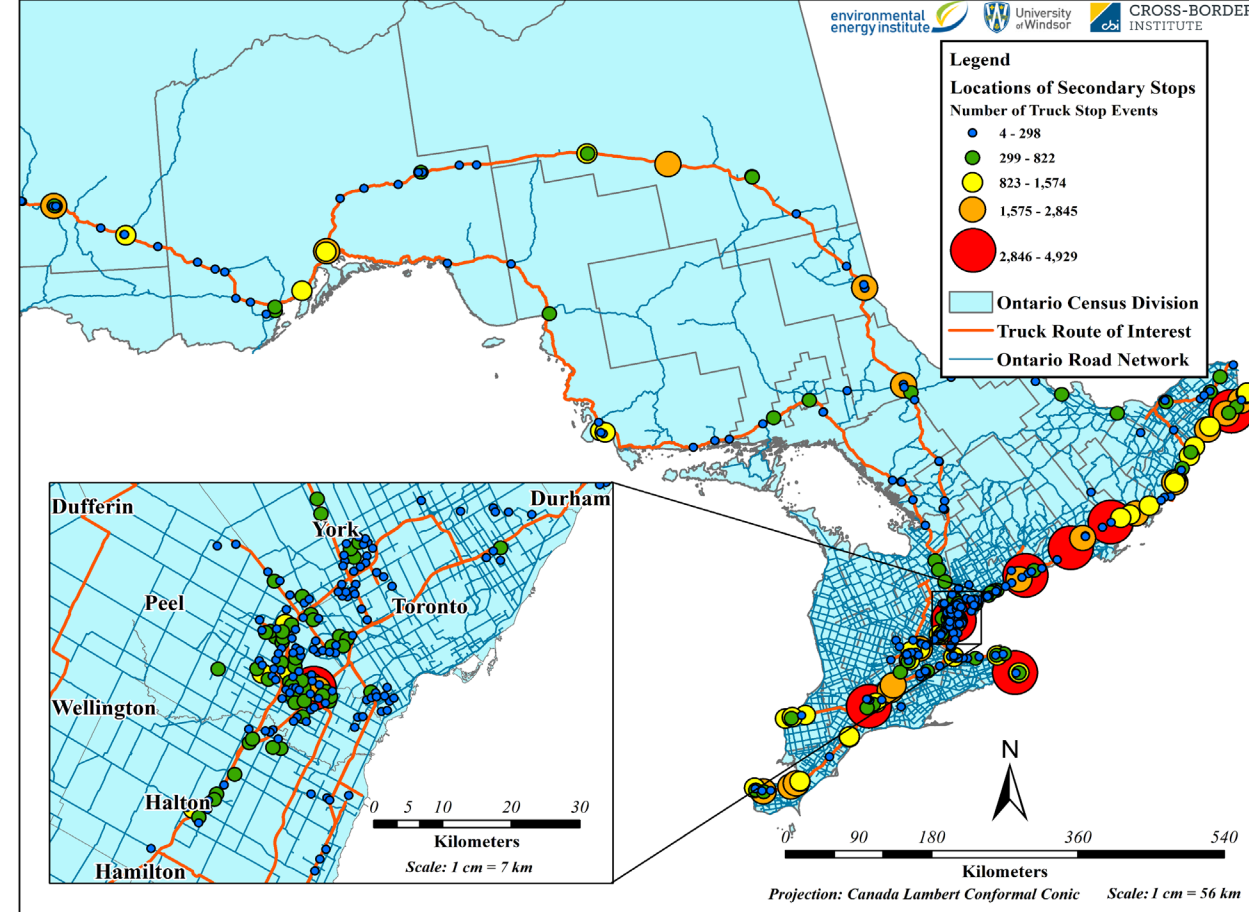 environmental
energy institute
University
of Windsor
cbi
CROSS-BORDER
INSTITUTE
Legend
Locations of Secondary Stops
Number of Truck Stop Events
4 - 298
299 - 822
823 - 1,574
1,575 - 2,845
2,846 - 4,929
Ontario Census Division
Truck Route of Interest
Ontario Road Network
Dufferin
Durham
York
Peel
Toronto
Wellington
Halton
Hamilton
0 5 10 20 30
Kilometers
Scale: 1 cm = 7 km
N
0 90 180 360 540
Kilometers
Projection: Canada Lambert Conformal Conic Scale: 1 cm = 56 km